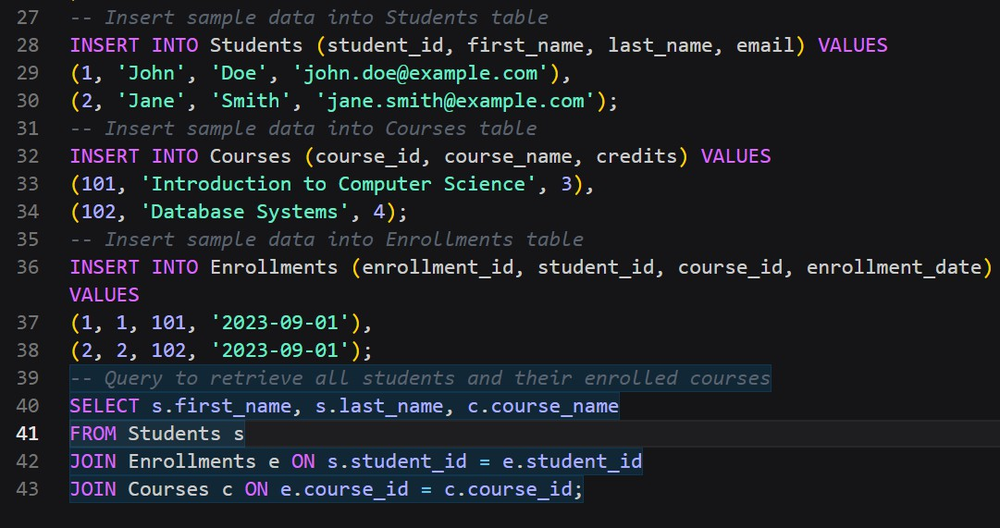 27 -- Insert sample data into Students table
28 INSERT INTO Students (student_id, first_name, last_name, email) VALUES
29 (1, 'John', 'Doe', 'john.doe@example.com'),
30 (2, 'Jane', 'Smith', 'jane.smith@example.com');
31 -- Insert sample data into Courses table
32 INSERT INTO Courses (course_id, course_name, credits) VALUES
33 (101, 'Introduction to Computer Science', 3),
34 (102, 'Database Systems', 4);
35 -- Insert sample data into Enrollments table
36 INSERT INTO Enrollments (enrollment_id, student_id, course_id, enrollment_date)
VALUES
37 (1, 1, 101, '2023-09-01'),
38 (2, 2, 102, '2023-09-01');
39 -- Query to retrieve all students and their enrolled courses
40 SELECT s.first_name, s.last_name, c.course_name
41 FROM Students s
42 JOIN Enrollments e ON s.student_id = e.student_id
43 JOIN Courses c ON e.course_id = c.course_id;